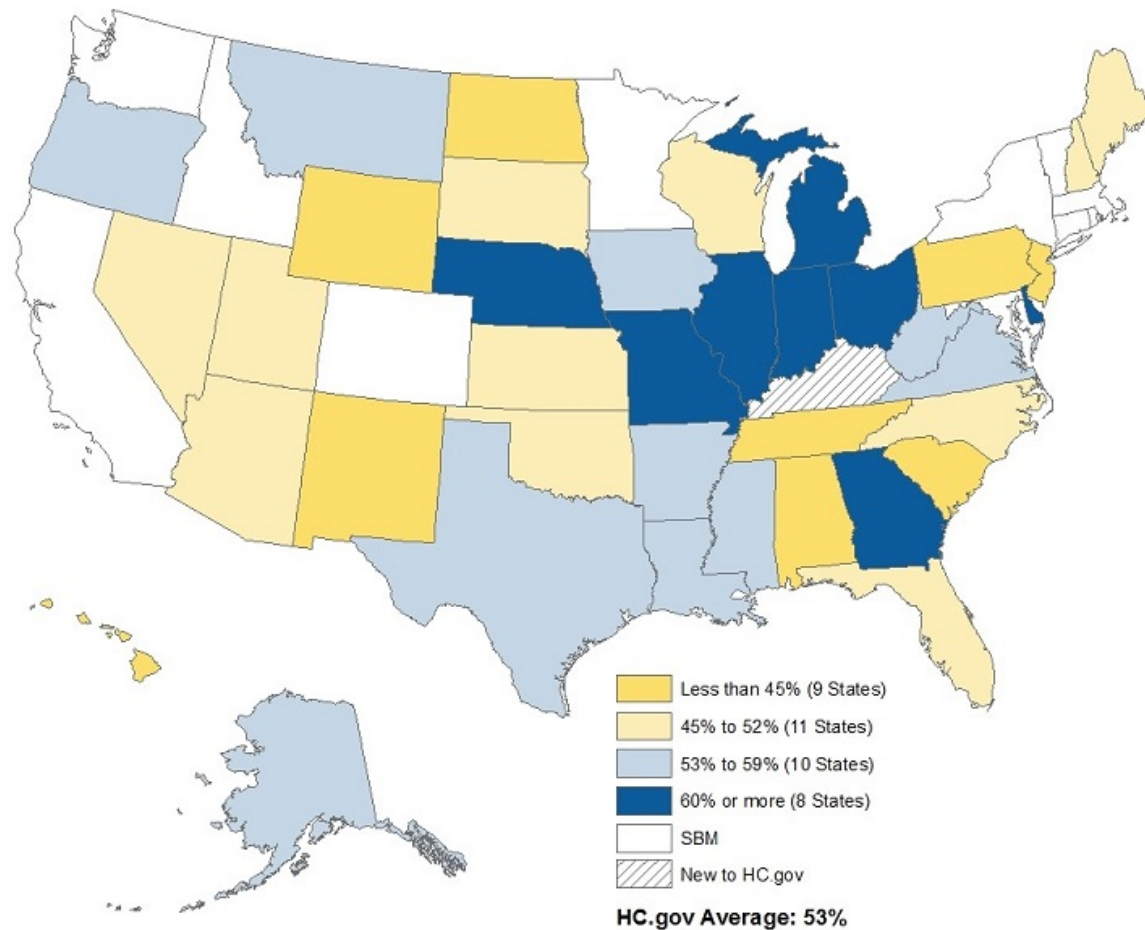 Less than 45% (9 States)
45% to 52% (11 States)
53% to 59% (10 States)
60% or more (8 States)
SBM
New to HC.gov
HC.gov Average: 53%